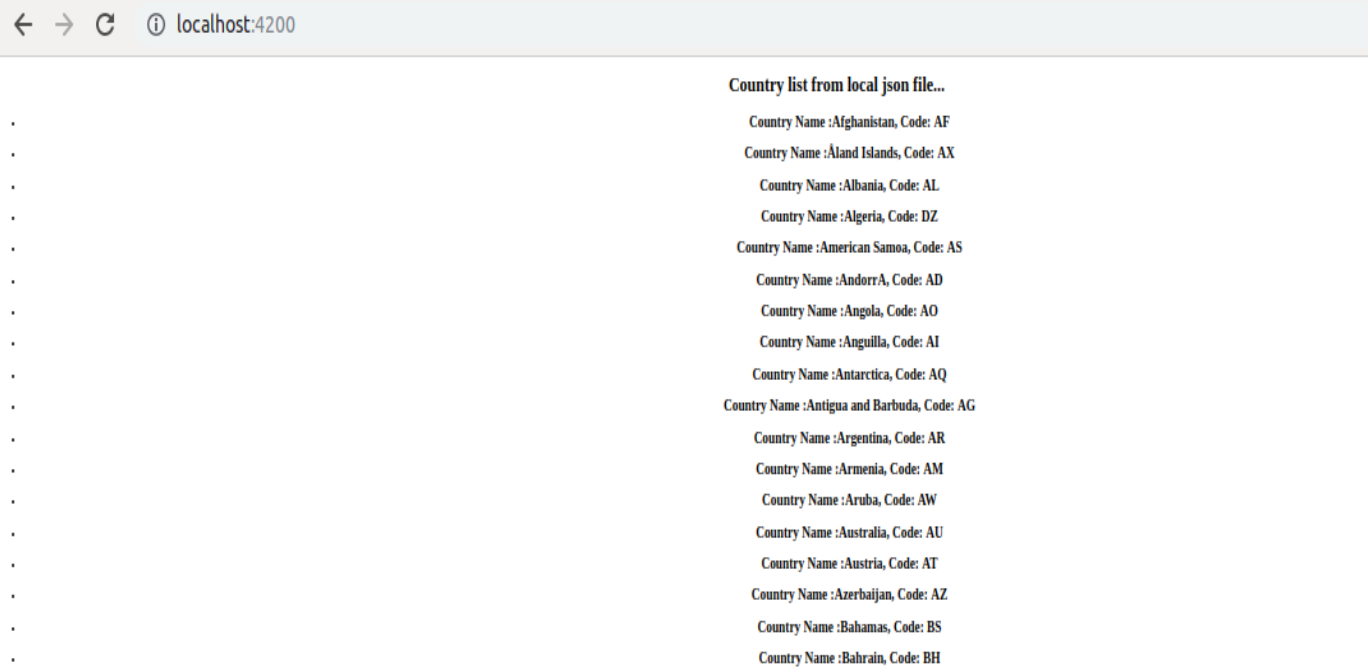 localhost:4200
Country list from local json file...
Country Name :Afghanistan, Code: AF
Country Name :Åland Islands, Code: AX
Country Name :Albania, Code: AL
Country Name :Algeria, Code: DZ
Country Name :American Samoa, Code: AS
Country Name :AndorrA, Code: AD
Country Name :Angola, Code: AO
Country Name :Anguilla, Code: AI
Country Name :Antarctica, Code: AQ
Country Name :Antigua and Barbuda, Code: AG
Country Name :Argentina, Code: AR
Country Name :Armenia, Code: AM
Country Name :Aruba, Code: AW
Country Name :Australia, Code: AU
Country Name :Austria, Code: AT
Country Name :Azerbaijan, Code: AZ
Country Name :Bahamas, Code: BS
Country Name :Bahrain, Code: BH